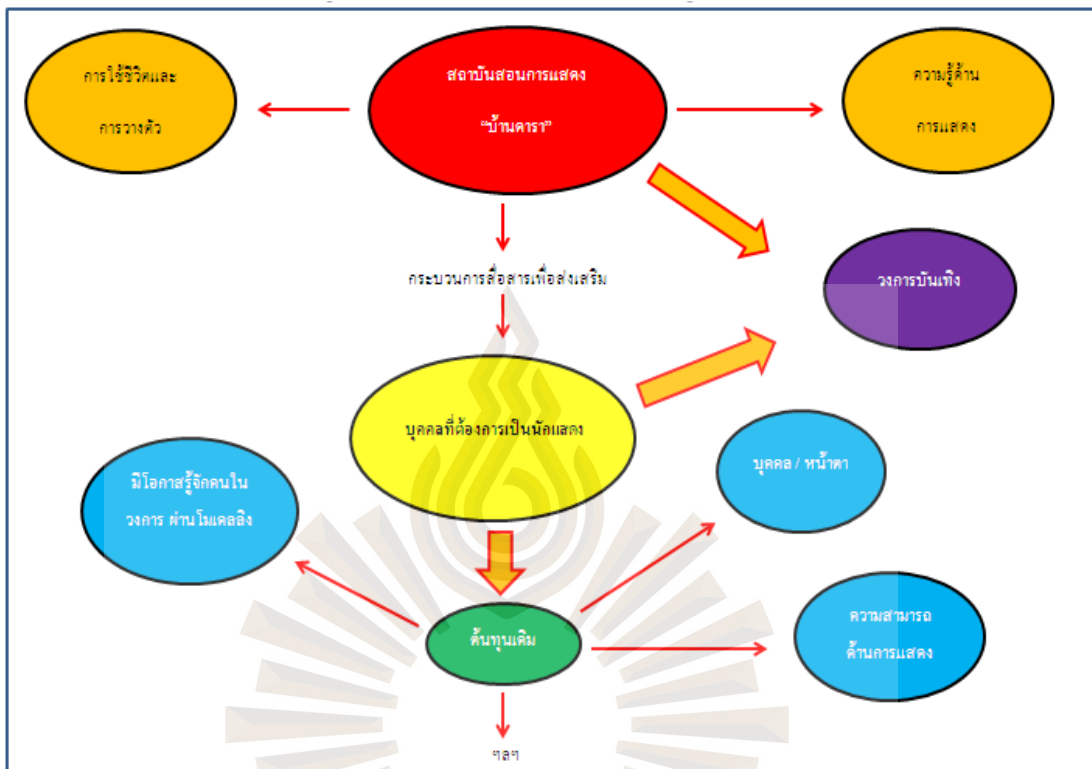 การใช้ชีวิตและ
การวางตัว
สถาบันสอนการแสดง
“บ้านดารา”
ความรู้ด้าน
การแสดง
กระบวนการสื่อสารเพื่อส่งเสริม
วงการบันเทิง
บุคคลที่ต้องการเป็นนักแสดง
บุคคล / หน้าตา
มีโอกาสรู้จักคนใน
วงการ ผ่านโมเดลลิง
ต้นทุนเดิม
ความสามารถ
ด้านการแสดง
ฯลฯ